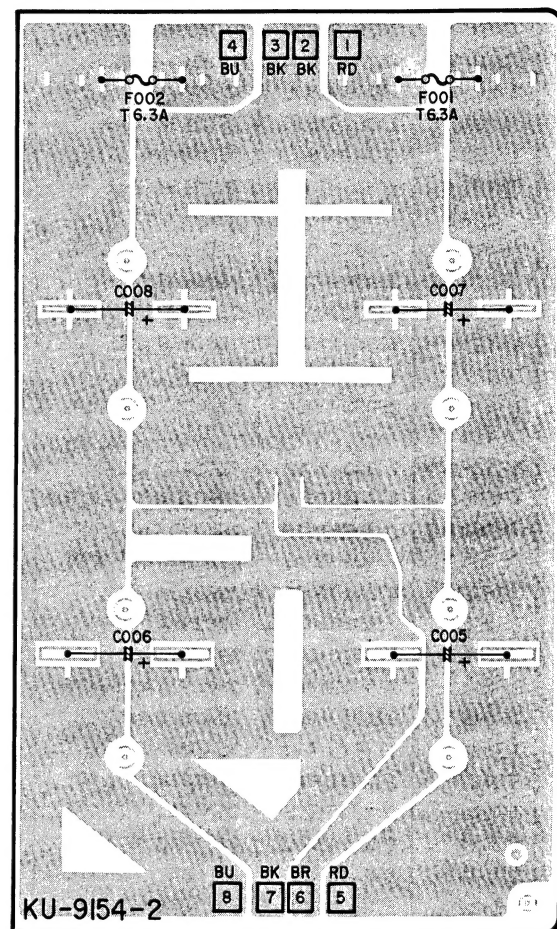 4 3 2 1
BU BK BK RD
F002 F001
T6.3A T6.3A
C008 C007
+ +
C006 C005
+ +
BU BK BR RD
8 7 6 5
KU-9154-2